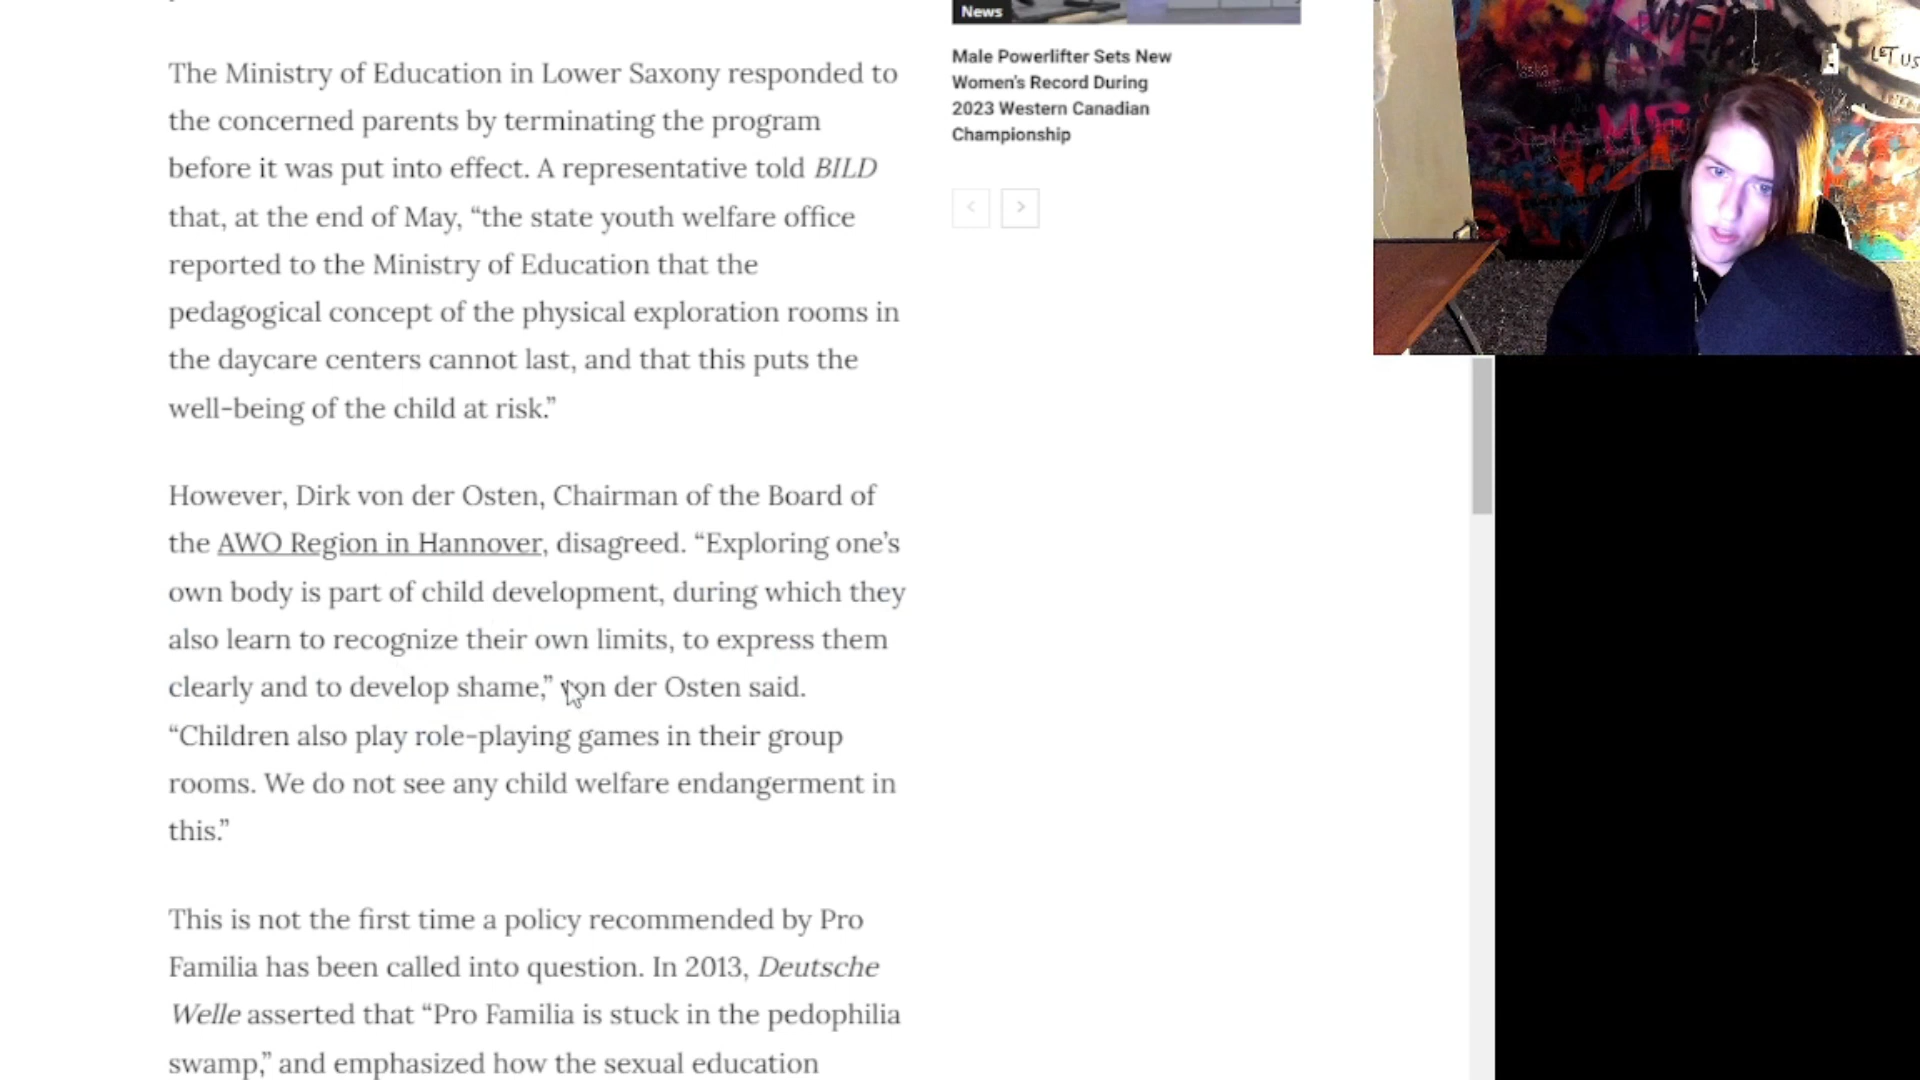 The Ministry of Education in Lower Saxony responded to
the concerned parents by terminating the program
before it was put into effect. A representative told BILD
that, at the end of May, “the state youth welfare office
reported to the Ministry of Education that the
pedagogical concept of the physical exploration rooms in
the daycare centers cannot last, and that this puts the
well-being of the child at risk.”
However, Dirk von der Osten, Chairman of the Board of
the AWO Region in Hannover, disagreed. “Exploring one’s
own body is part of child development, during which they
also learn to recognize their own limits, to express them
clearly and to develop shame,” von der Osten said.
“Children also play role-playing games in their group
rooms. We do not see any child welfare endangerment in
this.”
This is not the first time a policy recommended by Pro
Familia has been called into question. In 2013, Deutsche
Welle asserted that “Pro Familia is stuck in the pedophilia
swamp,” and emphasized how the sexual education
News
Male Powerlifter Sets New
Women’s Record During
2023 Western Canadian
Championship
LET US